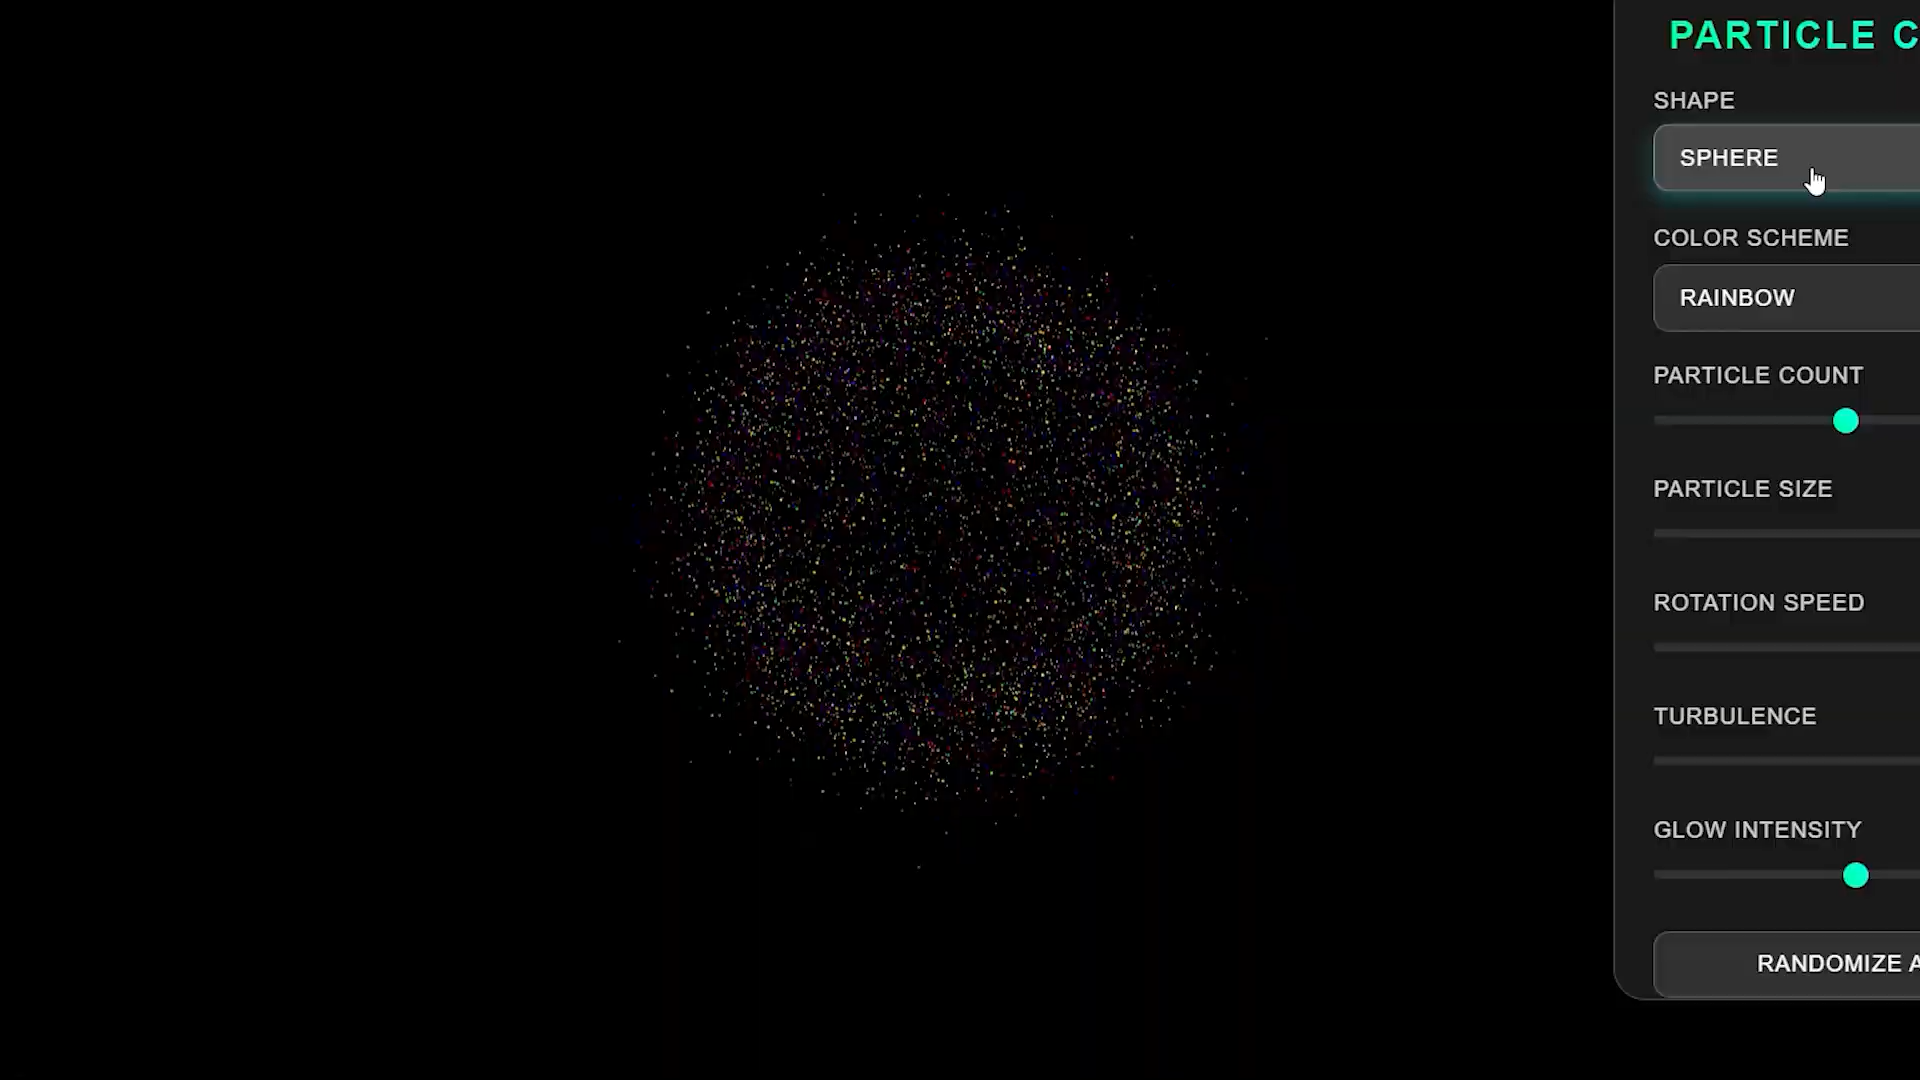 PARTICLE C
SHAPE
SPHERE
COLOR SCHEME
RAINBOW
PARTICLE COUNT
PARTICLE SIZE
ROTATION SPEED
TURBULENCE
GLOW INTENSITY
RANDOMIZE A